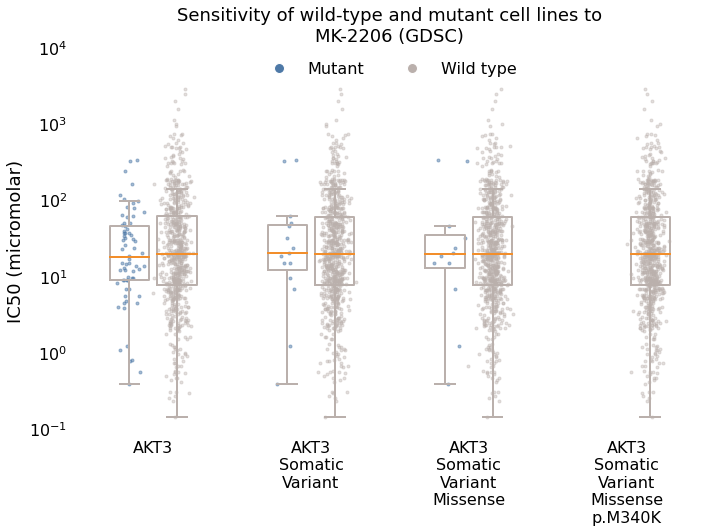 Sensitivity of wild-type and mutant cell lines to
MK-2206 (GDSC)
Mutant
Wild type
IC50 (micromolar)
10⁴
10³
10²
10¹
10⁰
10⁻¹
AKT3
AKT3
Somatic
Variant
AKT3
Somatic
Variant
Missense
AKT3
Somatic
Variant
Missense
p.M340K